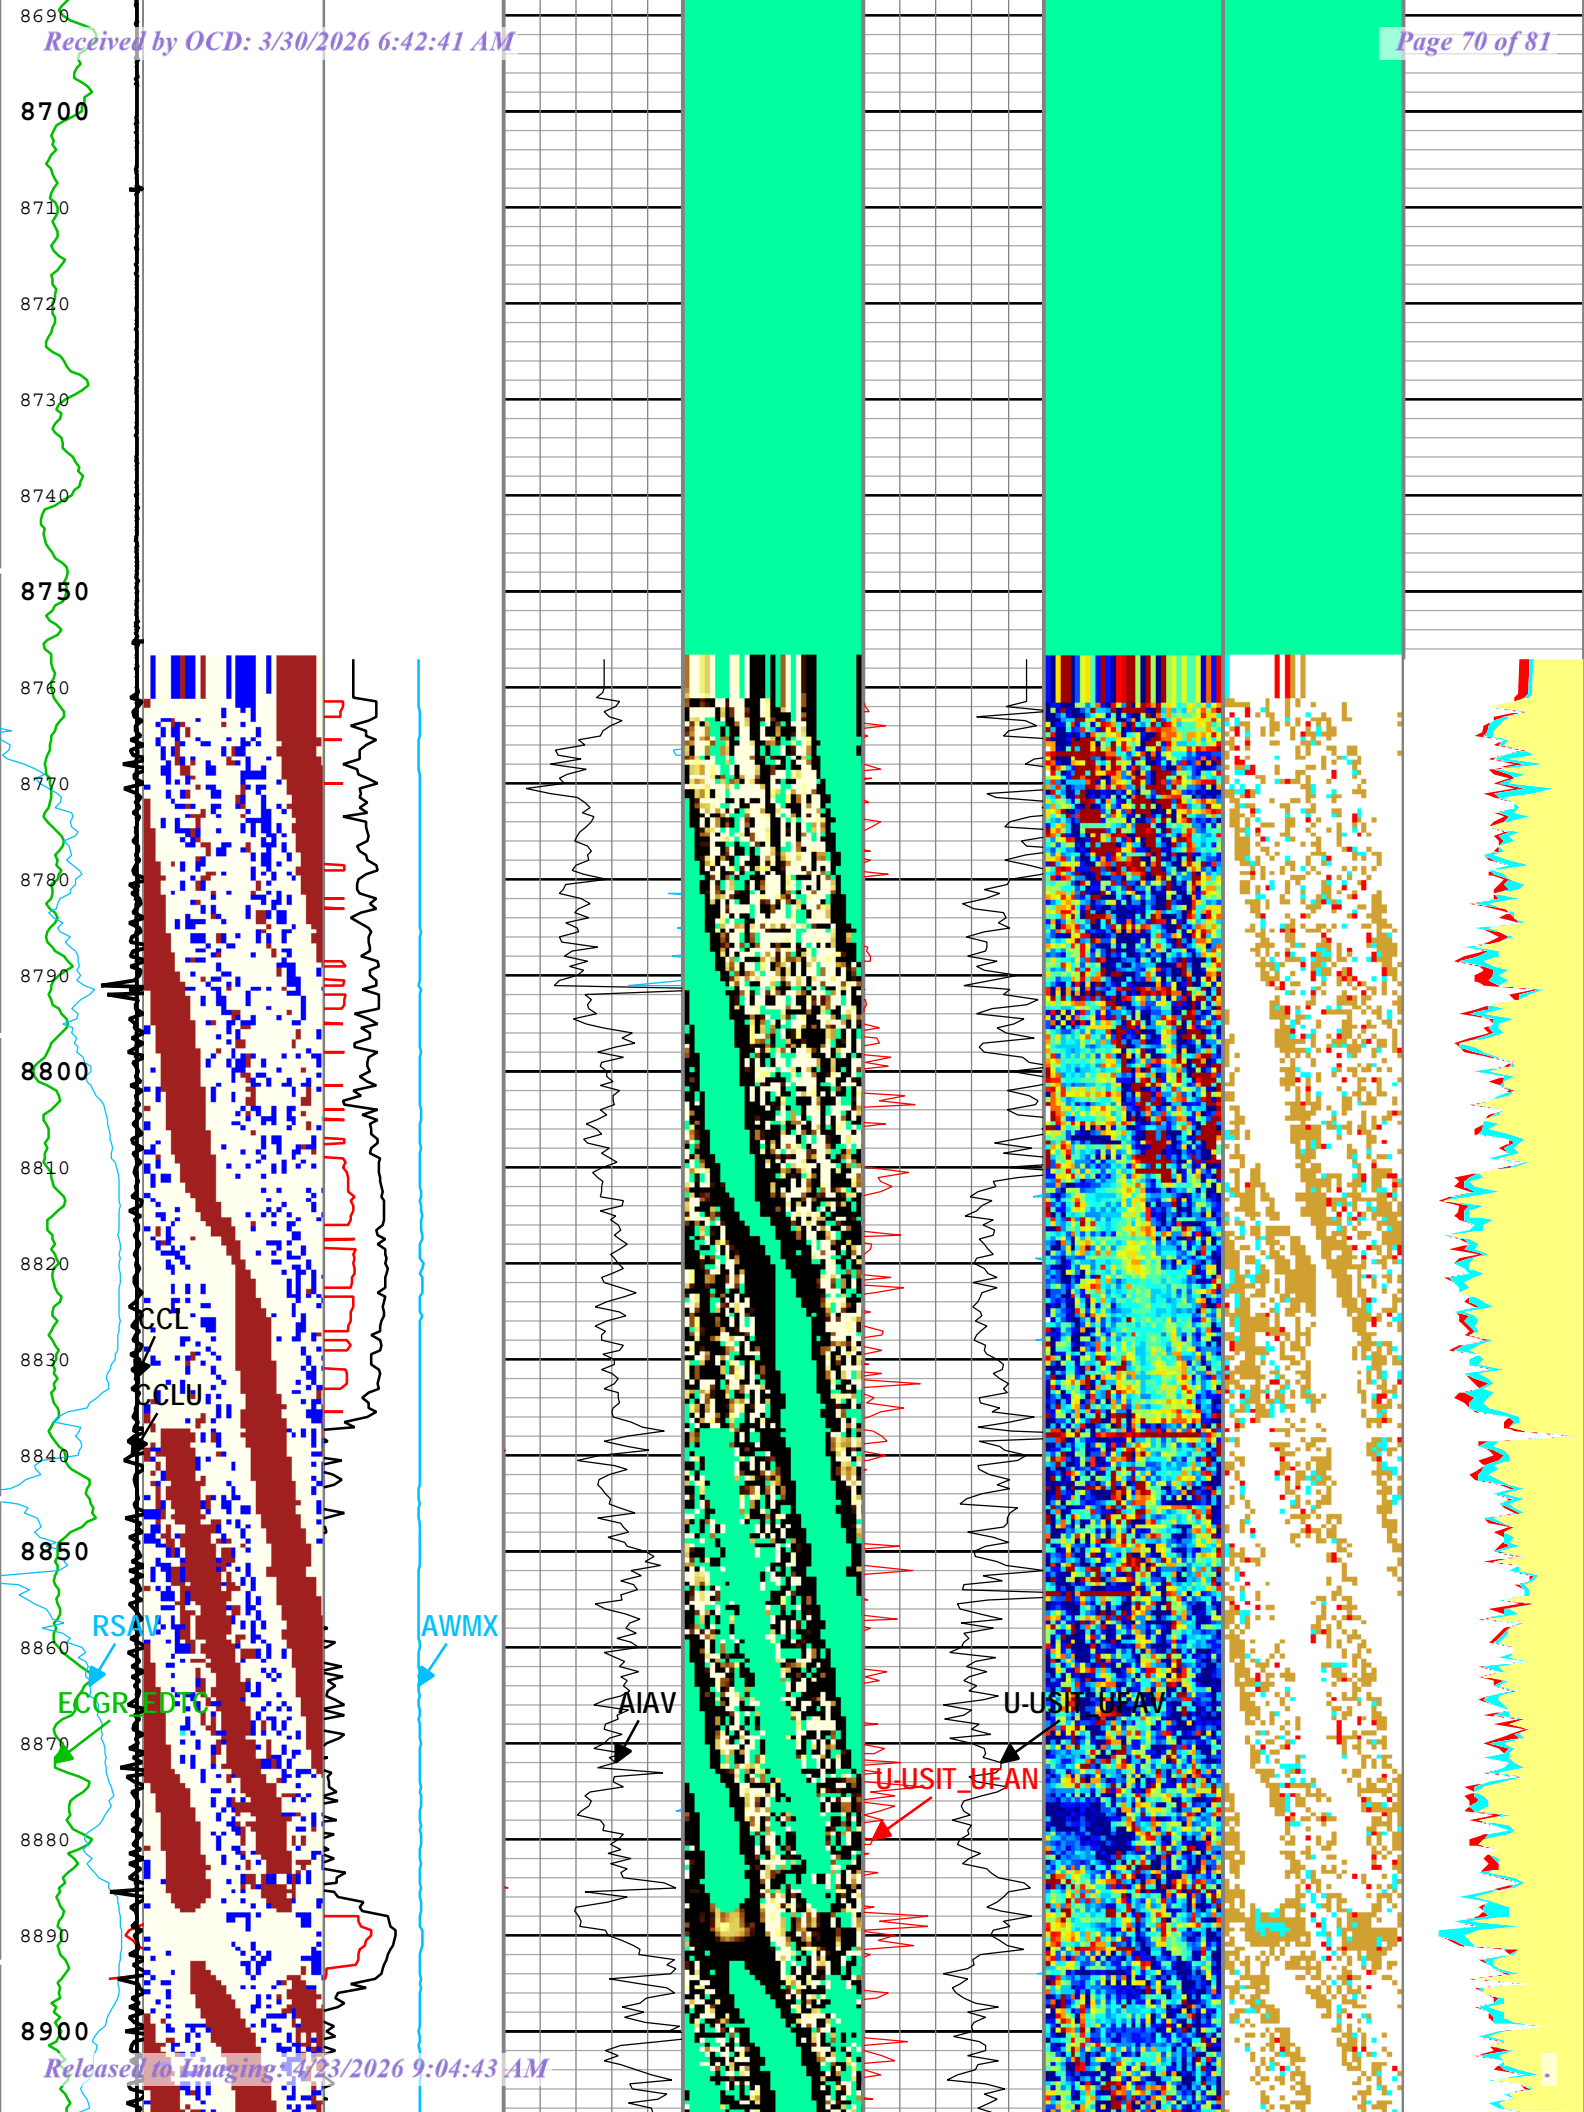 8690
Received by OCD: 3/30/2026 6:42:41 AM
Page 70 of 81
8700
8710
8720
8730
8740
8750
8760
8770
8780
8790
8800
8810
8820
CCL
8830
CCLU
8840
8850
RSAV
AWMX
8860
ECGR_EDTC
AIAV
U-USIT_UFAV
8870
U-USIT_UFAN
8880
8890
8900
Released to Imaging: 4/23/2026 9:04:43 AM